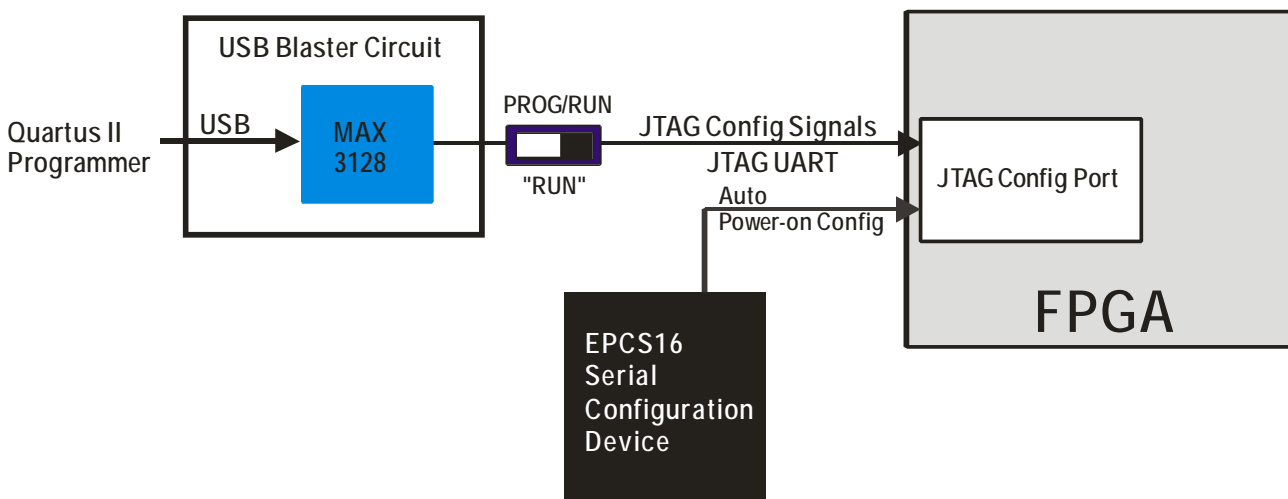 USB Blaster Circuit
Quartus II
Programmer
USB
MAX
3128
PROG/RUN
"RUN"
JTAG Config Signals
JTAG UART
Auto
Power-on Config
JTAG Config Port
FPGA
EPCS16
Serial
Configuration
Device